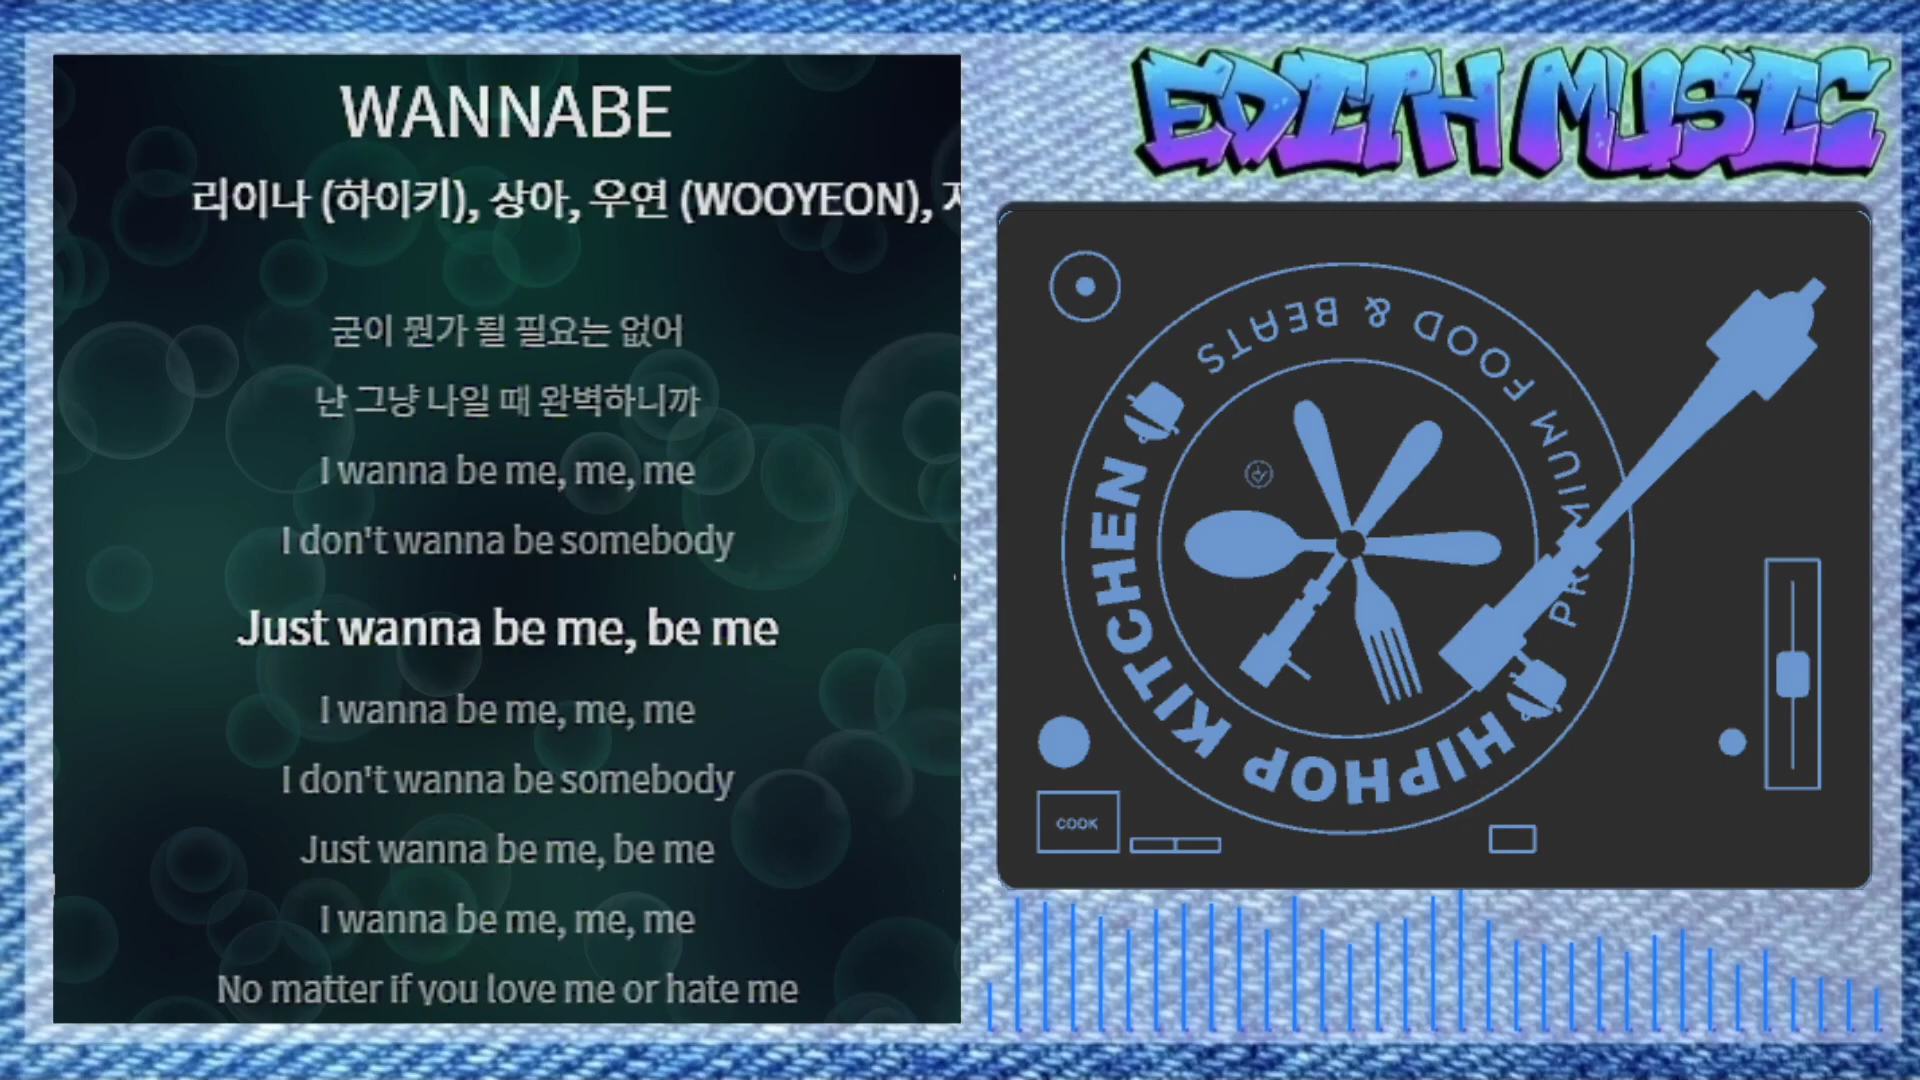 WANNABE
리이나 (하이키), 상아, 우연 (WOOYEON),
굳이 뭔가 될 필요는 없어
난 그냥 나일 때 완벽하니까
I wanna be me, me, me
I don't wanna be somebody
Just wanna be me, be me
I wanna be me, me, me
I don't wanna be somebody
Just wanna be me, be me
I wanna be me, me, me
No matter if you love me or hate me
EDITH MUSIC
PREMIUM FOOD & BEATS
HIPHOP KITCHEN
COOK